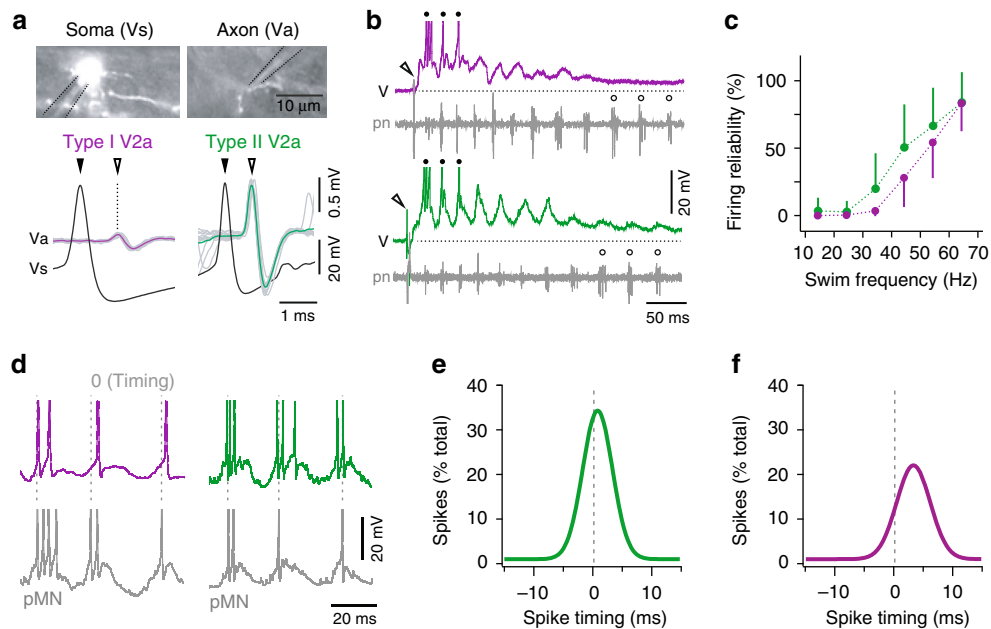 a
Soma (Vs)
Axon (Va)
10 μm
Type I V2a
Type II V2a
Va
Vs
0.5 mV
20 mV
1 ms
b
V
pn
V
pn
20 mV
50 ms
c
Firing reliability (%)
100
50
0
10 20 30 40 50 60 70
Swim frequency (Hz)
d
0 (Timing)
pMN
pMN
20 mV
20 ms
e
Spikes (% total)
40
30
20
10
0
−10 0 10
Spike timing (ms)
f
Spikes (% total)
40
30
20
10
0
−10 0 10
Spike timing (ms)